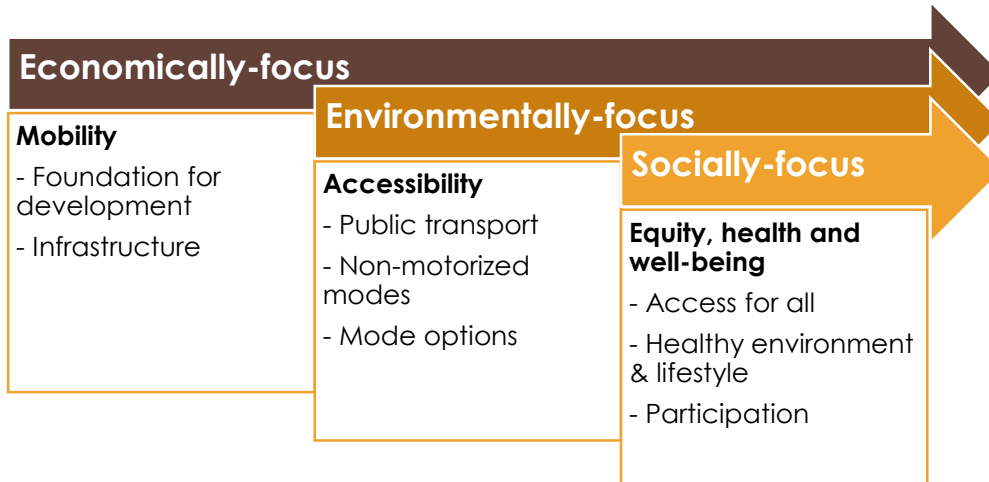 Economically-focus
Mobility
- Foundation for
development
- Infrastructure
Environmentally-focus
Accessibility
- Public transport
- Non-motorized
modes
- Mode options
Socially-focus
Equity, health and
well-being
- Access for all
- Healthy environment
& lifestyle
- Participation